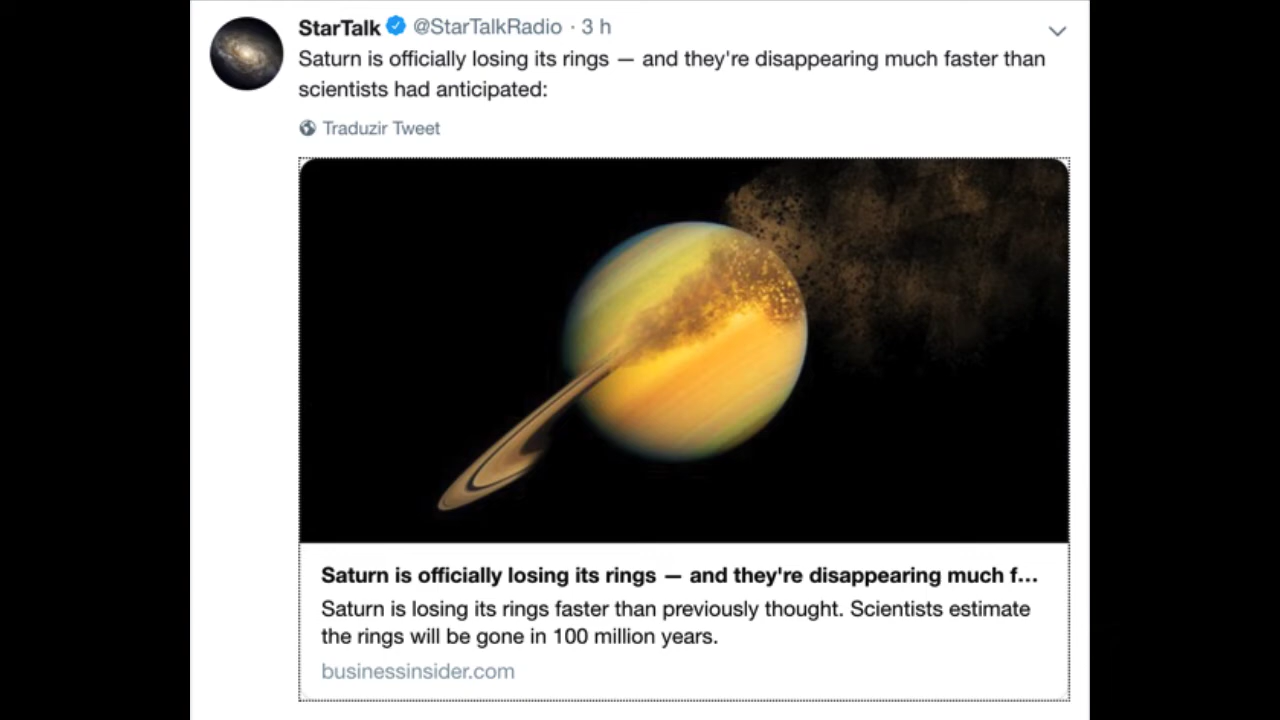 StarTalk @StarTalkRadio · 3 h
Saturn is officially losing its rings — and they're disappearing much faster than
scientists had anticipated:
Traduzir Tweet
Saturn is officially losing its rings — and they're disappearing much f...
Saturn is losing its rings faster than previously thought. Scientists estimate
the rings will be gone in 100 million years.
businessinsider.com